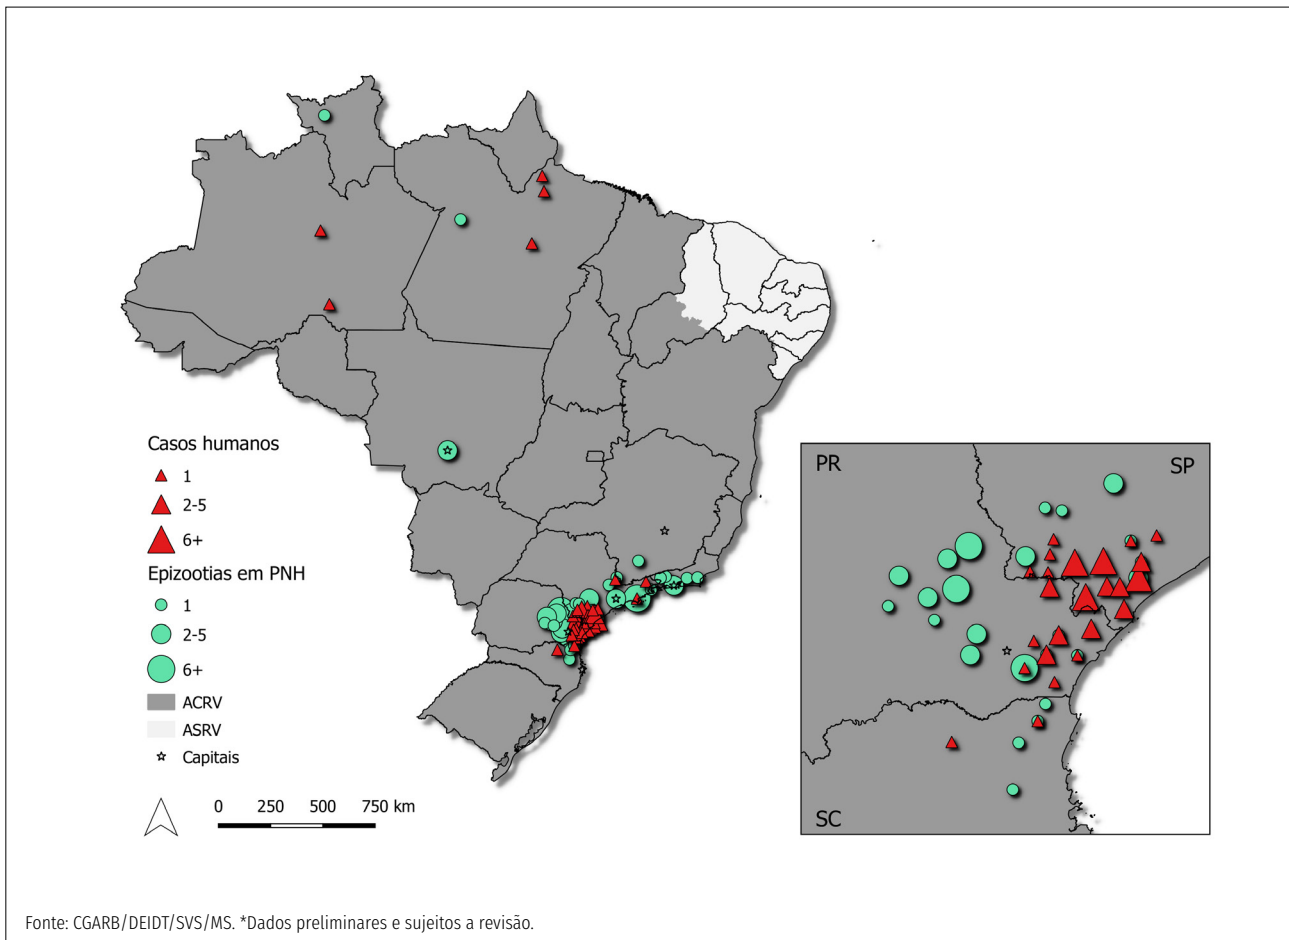 Casos humanos
1
2-5
6+
Epizootias em PNH
1
2-5
6+
ACRV
ASRV
Capitais
0 250 500 750 km
PR
SP
SC
Fonte: CGARB/DEIDT/SVS/MS. *Dados preliminares e sujeitos a revisão.